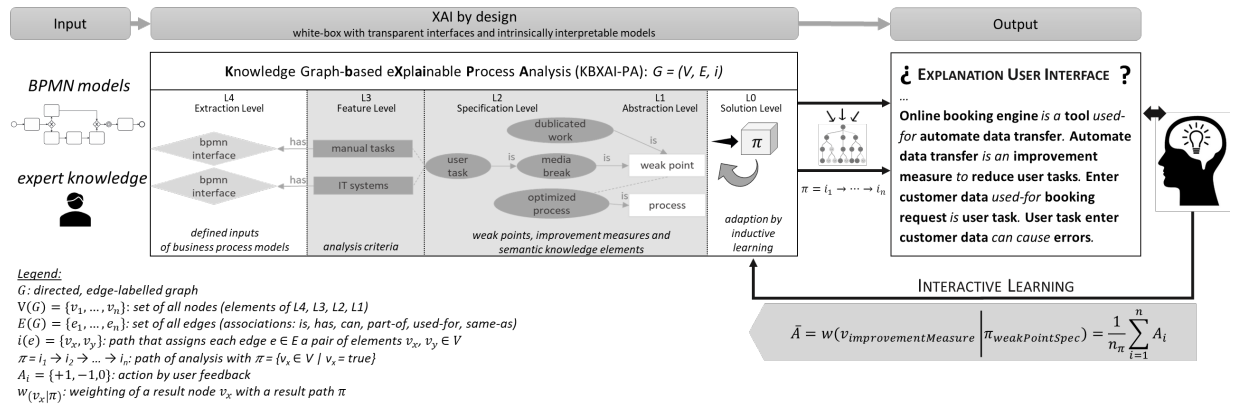 Input
XAI by design
white-box with transparent interfaces and intrinsically interpretable models
Output
BPMN models
expert knowledge
Knowledge Graph-based eXplainable Process Analysis (KBXAI-PA): G = (V, E, i)
L4
Extraction Level
L3
Feature Level
L2
Specification Level
L1
Abstraction Level
L0
Solution Level
bpmn
interface
has
manual tasks
bpmn
interface
has
IT systems
user
task
is
dublicated
work
media
break
is
is
weak point
optimized
process
is
process
π
defined inputs
of business process models
analysis criteria
weak points, improvement measures and
semantic knowledge elements
adaption by
inductive
learning
π = i₁ → ⋯ → iₙ
¿ EXPLANATION USER INTERFACE ?
...
Online booking engine is a tool used-
for automate data transfer. Automate
data transfer is an improvement
measure to reduce user tasks. Enter
customer data used-for booking
request is user task. User task enter
customer data can cause errors.
INTERACTIVE LEARNING
Ā = w(v_improvementMeasure | π_weakPointSpec) = 1/n_π ∑_{i=1}^{n} A_i
Legend:
G: directed, edge-labelled graph
V(G) = {v₁, ..., vₙ}: set of all nodes (elements of L4, L3, L2, L1)
E(G) = {e₁, ..., eₙ}: set of all edges (associations: is, has, can, part-of, used-for, same-as)
i(e) = {vₓ, v_y}: path that assigns each edge e ∈ E a pair of elements vₓ, v_y ∈ V
π = i₁ → i₂ → ... → iₙ: path of analysis with π = {vₓ ∈ V | vₓ = true}
A_i = {+1, −1,0}: action by user feedback
w_(vₓ|π): weighting of a result node vₓ with a result path π